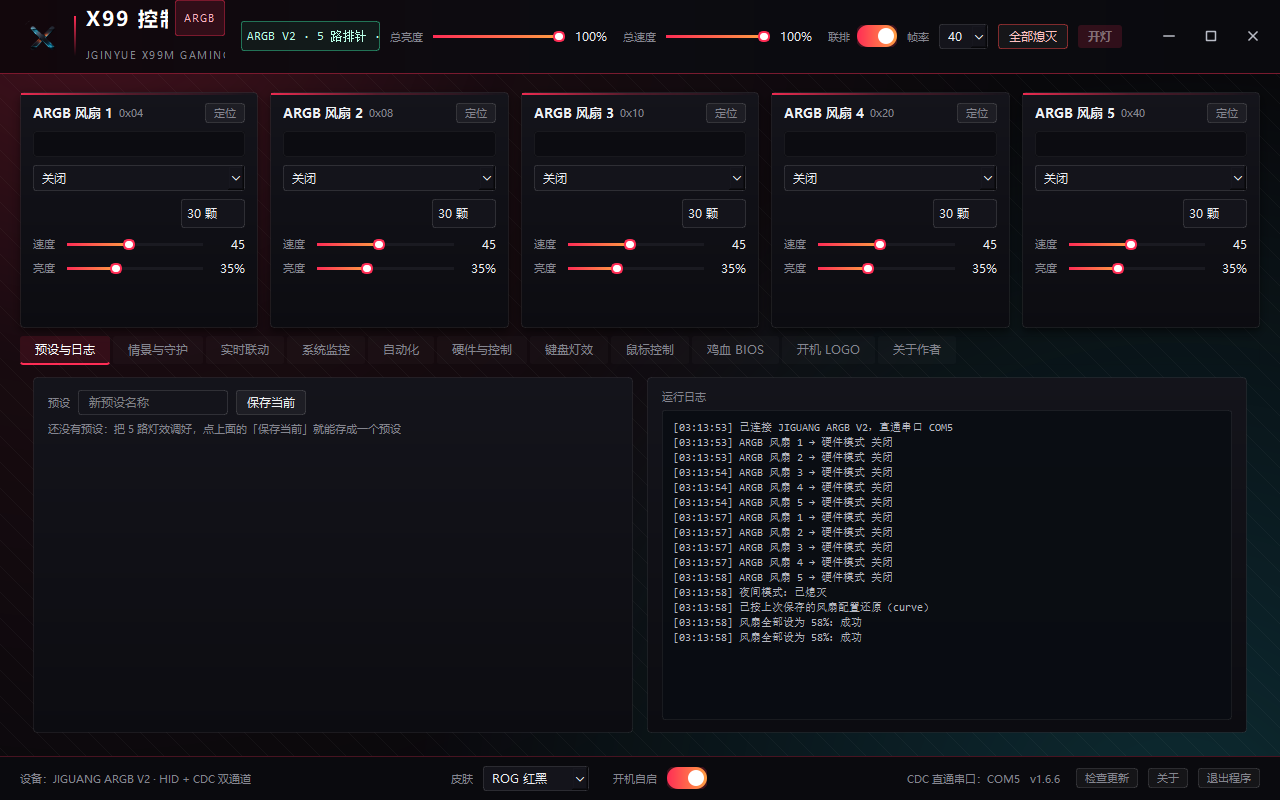 X99 控制
ARGB
JGINYUE X99M GAMING
ARGB V2 · 5 路排针 ·
总亮度 100%
总速度 100%
联排
帧率 40
全部熄灭
开灯
ARGB 风扇 1 0x04 定位
关闭
30 颗
速度 45
亮度 35%
ARGB 风扇 2 0x08 定位
关闭
30 颗
速度 45
亮度 35%
ARGB 风扇 3 0x10 定位
关闭
30 颗
速度 45
亮度 35%
ARGB 风扇 4 0x20 定位
关闭
30 颗
速度 45
亮度 35%
ARGB 风扇 5 0x40 定位
关闭
30 颗
速度 45
亮度 35%
预设与日志 情景与守护 实时联动 系统监控 自动化 硬件与控制 键盘灯效 鼠标控制 鸡血 BIOS 开机 LOGO 关于作者
预设 新预设名称 保存当前
还没有预设：把 5 路灯效调好，点上面的「保存当前」就能存成一个预设
运行日志
[03:13:53] 已连接 JIGUANG ARGB V2，直通串口 COM5
[03:13:53] ARGB 风扇 1 → 硬件模式 关闭
[03:13:53] ARGB 风扇 2 → 硬件模式 关闭
[03:13:54] ARGB 风扇 3 → 硬件模式 关闭
[03:13:54] ARGB 风扇 4 → 硬件模式 关闭
[03:13:54] ARGB 风扇 5 → 硬件模式 关闭
[03:13:57] ARGB 风扇 1 → 硬件模式 关闭
[03:13:57] ARGB 风扇 2 → 硬件模式 关闭
[03:13:57] ARGB 风扇 3 → 硬件模式 关闭
[03:13:57] ARGB 风扇 4 → 硬件模式 关闭
[03:13:58] ARGB 风扇 5 → 硬件模式 关闭
[03:13:58] 夜间模式：已熄灭
[03:13:58] 已按上次保存的风扇配置还原（curve）
[03:13:58] 风扇全部设为 58%：成功
[03:13:58] 风扇全部设为 58%：成功
设备：JIGUANG ARGB V2 · HID + CDC 双通道
皮肤 ROG 红黑
开机自启
CDC 直通串口：COM5 v1.6.6
检查更新
关于
退出程序